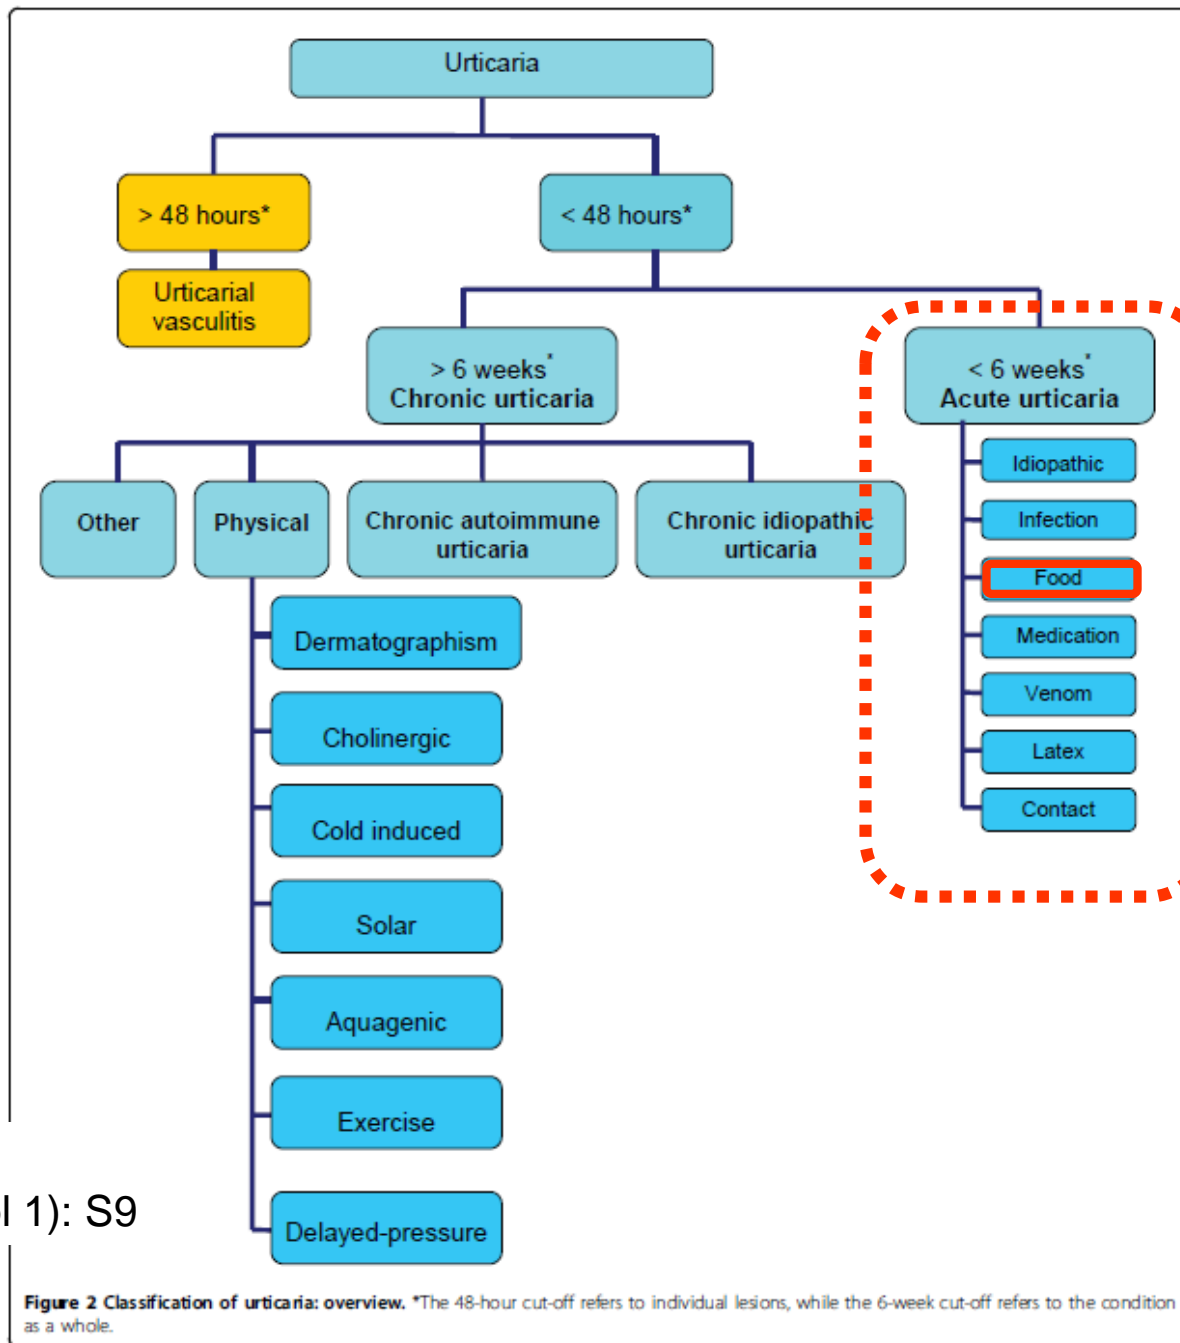 Urticaria
> 48 hours*
< 48 hours*
Urticarial
vasculitis
> 6 weeks*
Chronic urticaria
< 6 weeks*
Acute urticaria
Idiopathic
Infection
Food
Medication
Venom
Latex
Contact
Other
Physical
Chronic autoimmune
urticaria
Chronic idiopathic
urticaria
Dermatographism
Cholinergic
Cold induced
Solar
Aquagenic
Exercise
Delayed-pressure
l 1): S9
Figure 2 Classification of urticaria: overview. *The 48-hour cut-off refers to individual lesions, while the 6-week cut-off refers to the condition
as a whole.